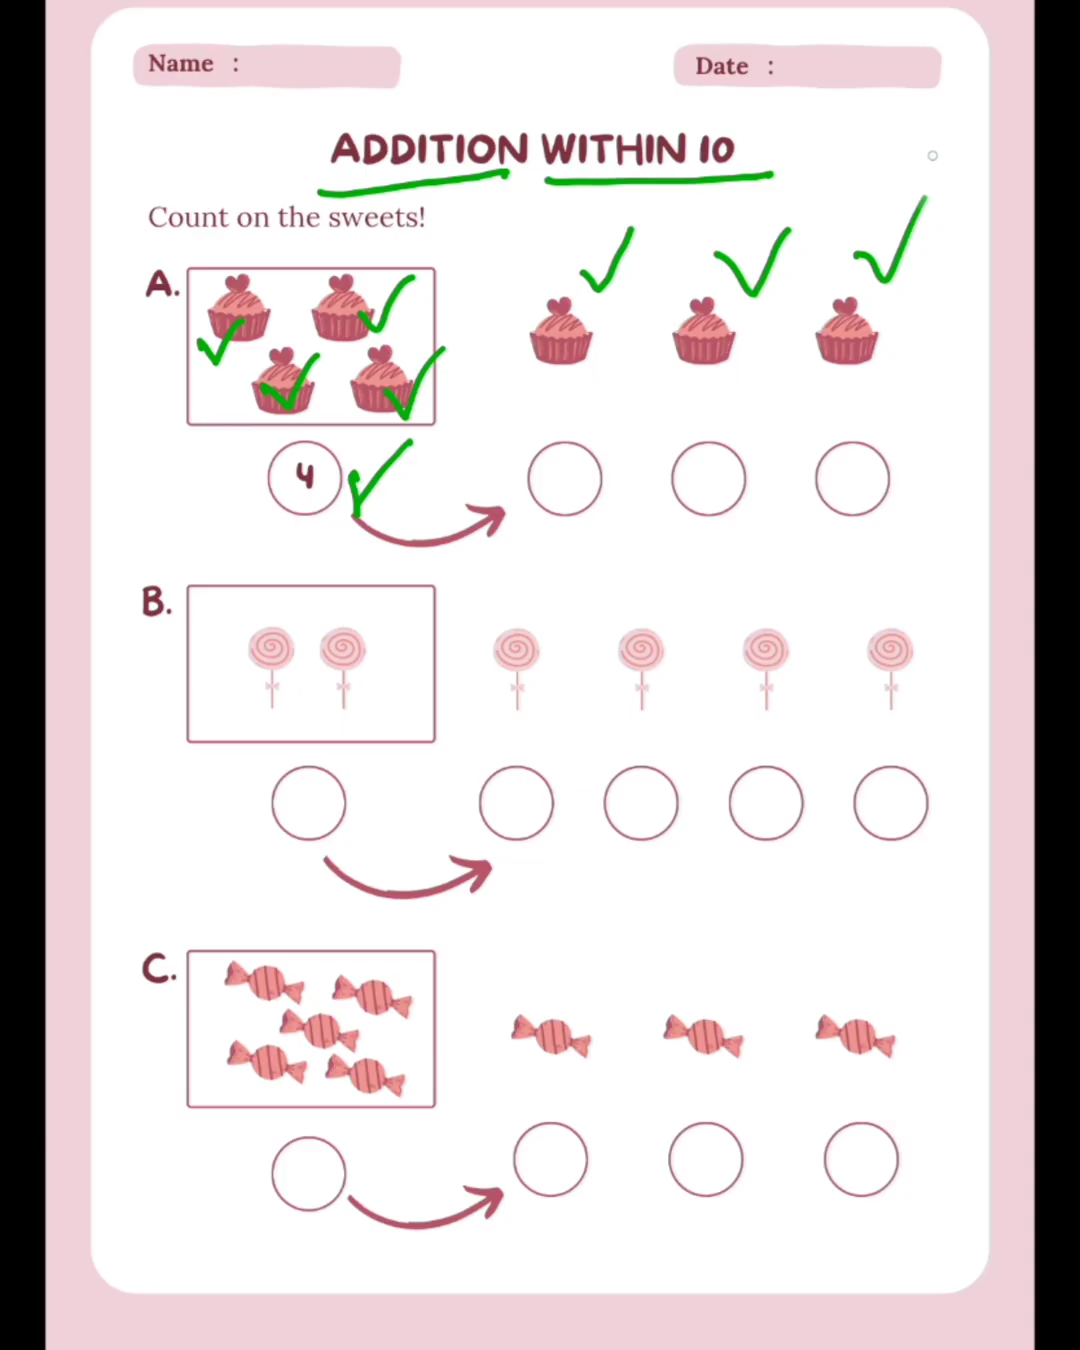 Name :
Date :
ADDITION WITHIN 10
Count on the sweets!
A.
4
B.
C.